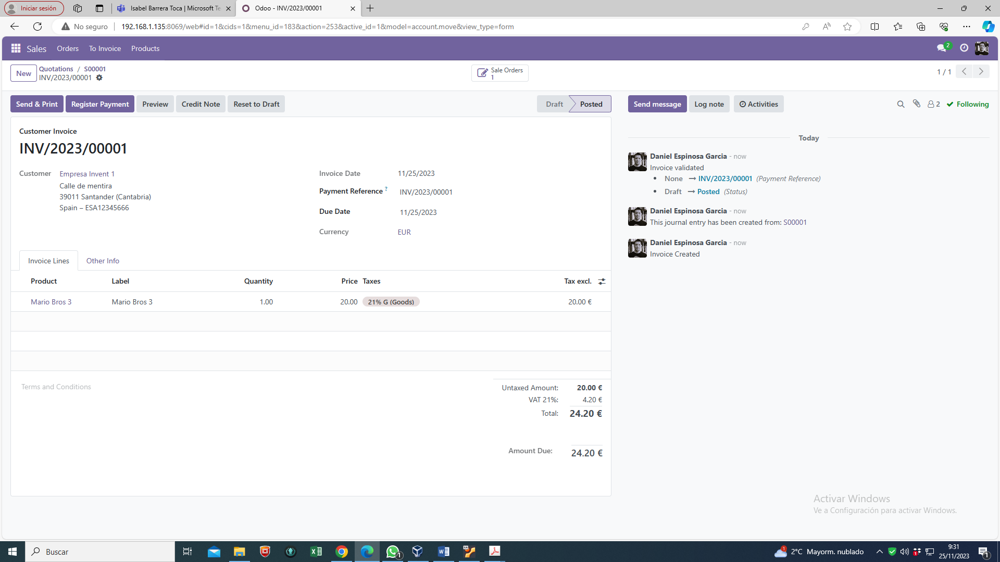 Iniciar sesión
Isabel Barrera Toca | Microsoft Te
Odoo - INV/2023/00001
No seguro
192.168.1.135:8069/web#id=1&cids=1&menu_id=183&action=253&active_id=1&model=account.move&view_type=form
Sales Orders To Invoice Products
2
New
Quotations / S00001
INV/2023/00001
Sale Orders
1
1 / 1
Send & Print Register Payment Preview Credit Note Reset to Draft
Draft Posted
Send message Log note Activities
2 Following
Customer Invoice
INV/2023/00001
Customer Empresa Invent 1
Calle de mentira
39011 Santander (Cantabria)
Spain – ESA12345666
Invoice Date 11/25/2023
Payment Reference ? INV/2023/00001
Due Date 11/25/2023
Currency EUR
Invoice Lines Other Info
Product Label Quantity Price Taxes Tax excl.
Mario Bros 3 Mario Bros 3 1.00 20.00 21% G (Goods) 20.00 €
Terms and Conditions
Untaxed Amount: 20.00 €
VAT 21%: 4.20 €
Total: 24.20 €
Amount Due: 24.20 €
Today
Daniel Espinosa Garcia - now
Invoice validated
• None → INV/2023/00001 (Payment Reference)
• Draft → Posted (Status)
Daniel Espinosa Garcia - now
This journal entry has been created from: S00001
Daniel Espinosa Garcia - now
Invoice Created
Activar Windows
Ve a Configuración para activar Windows.
Buscar
1
1
2°C Mayorm. nublado
9:31
25/11/2023
1